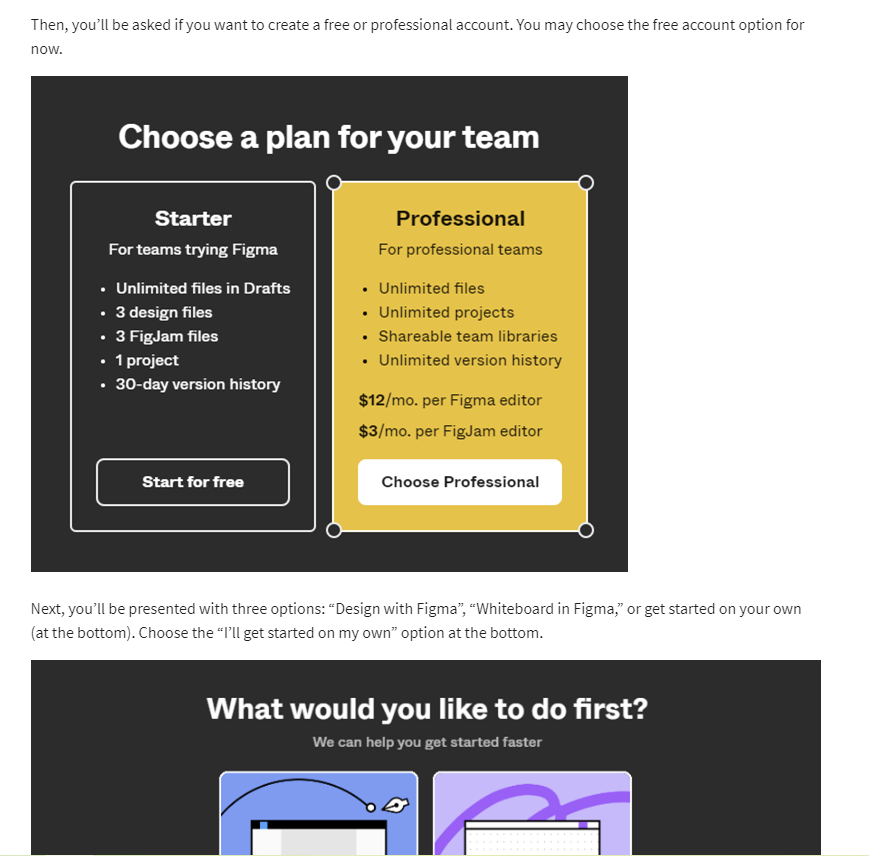 Then, you’ll be asked if you want to create a free or professional account. You may choose the free account option for
now.
Choose a plan for your team
Starter
For teams trying Figma
• Unlimited files in Drafts
• 3 design files
• 3 FigJam files
• 1 project
• 30-day version history
Start for free
Professional
For professional teams
• Unlimited files
• Unlimited projects
• Shareable team libraries
• Unlimited version history
$12/mo. per Figma editor
$3/mo. per FigJam editor
Choose Professional
Next, you’ll be presented with three options: “Design with Figma”, “Whiteboard in Figma,” or get started on your own
(at the bottom). Choose the “I’ll get started on my own” option at the bottom.
What would you like to do first?
We can help you get started faster